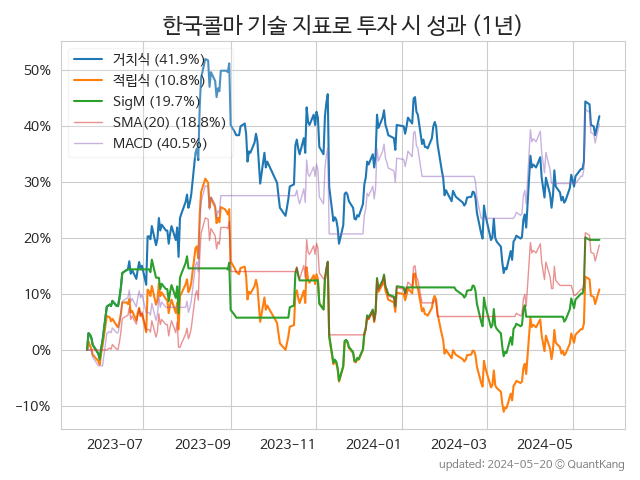 한국콜마 기술 지표로 투자 시 성과 (1년)
거치식 (41.9%)
적립식 (10.8%)
SigM (19.7%)
SMA(20) (18.8%)
MACD (40.5%)
50%
40%
30%
20%
10%
0%
−10%
2023-07 2023-09 2023-11 2024-01 2024-03 2024-05
updated: 2024-05-20 © QuantKang